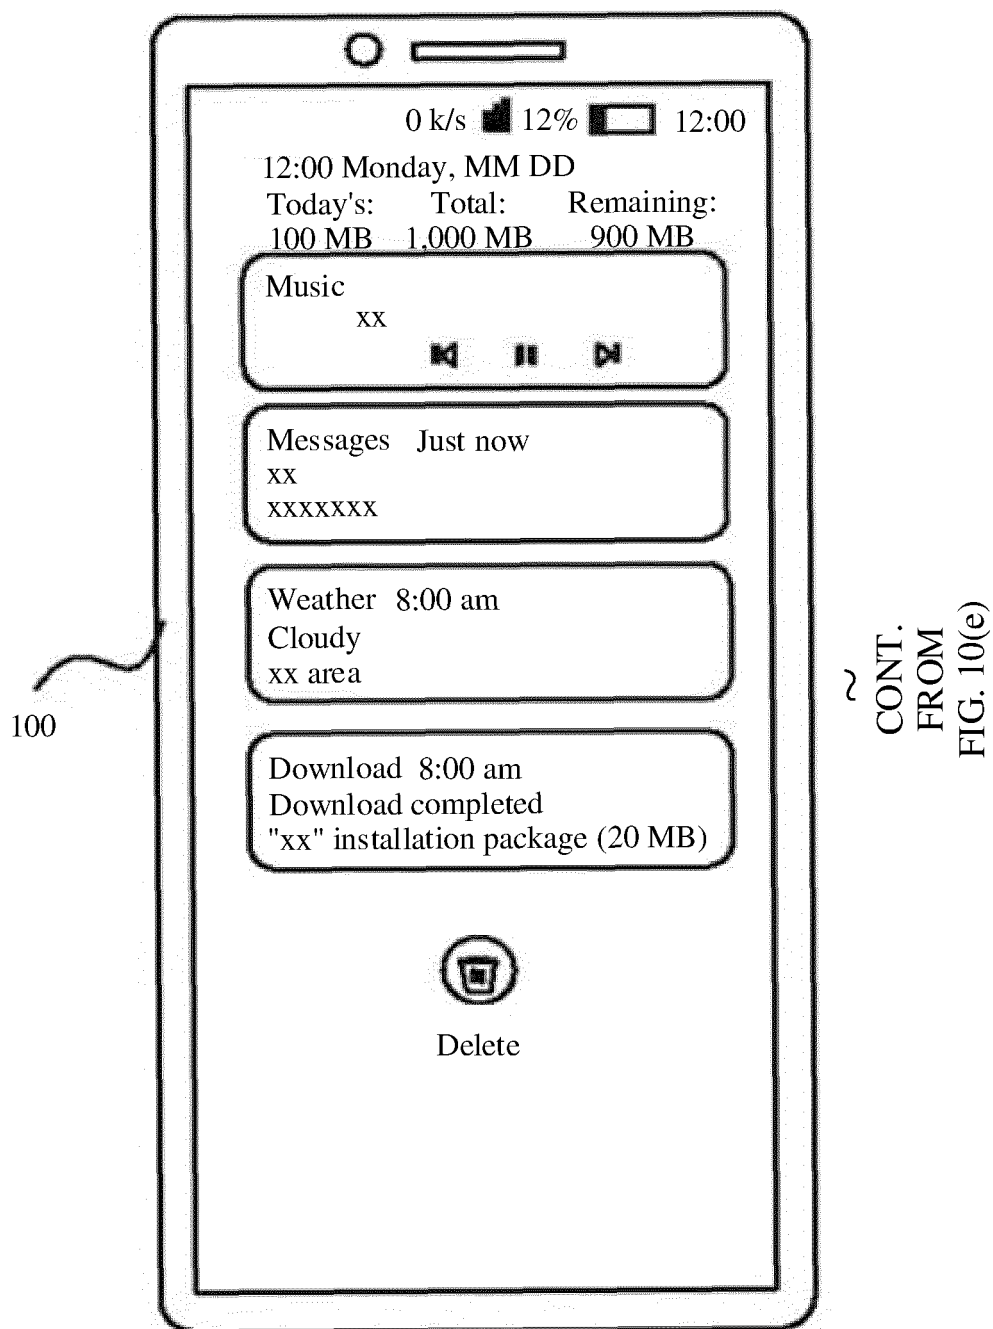 0 k/s 12% 12:00
12:00 Monday, MM DD
Today's: Total: Remaining:
100 MB 1,000 MB 900 MB
Music
xx
Messages Just now
xx
xxxxxxx
Weather 8:00 am
Cloudy
xx area
Download 8:00 am
Download completed
"xx" installation package (20 MB)
Delete
100
~
CONT.
FROM
FIG. 10(e)